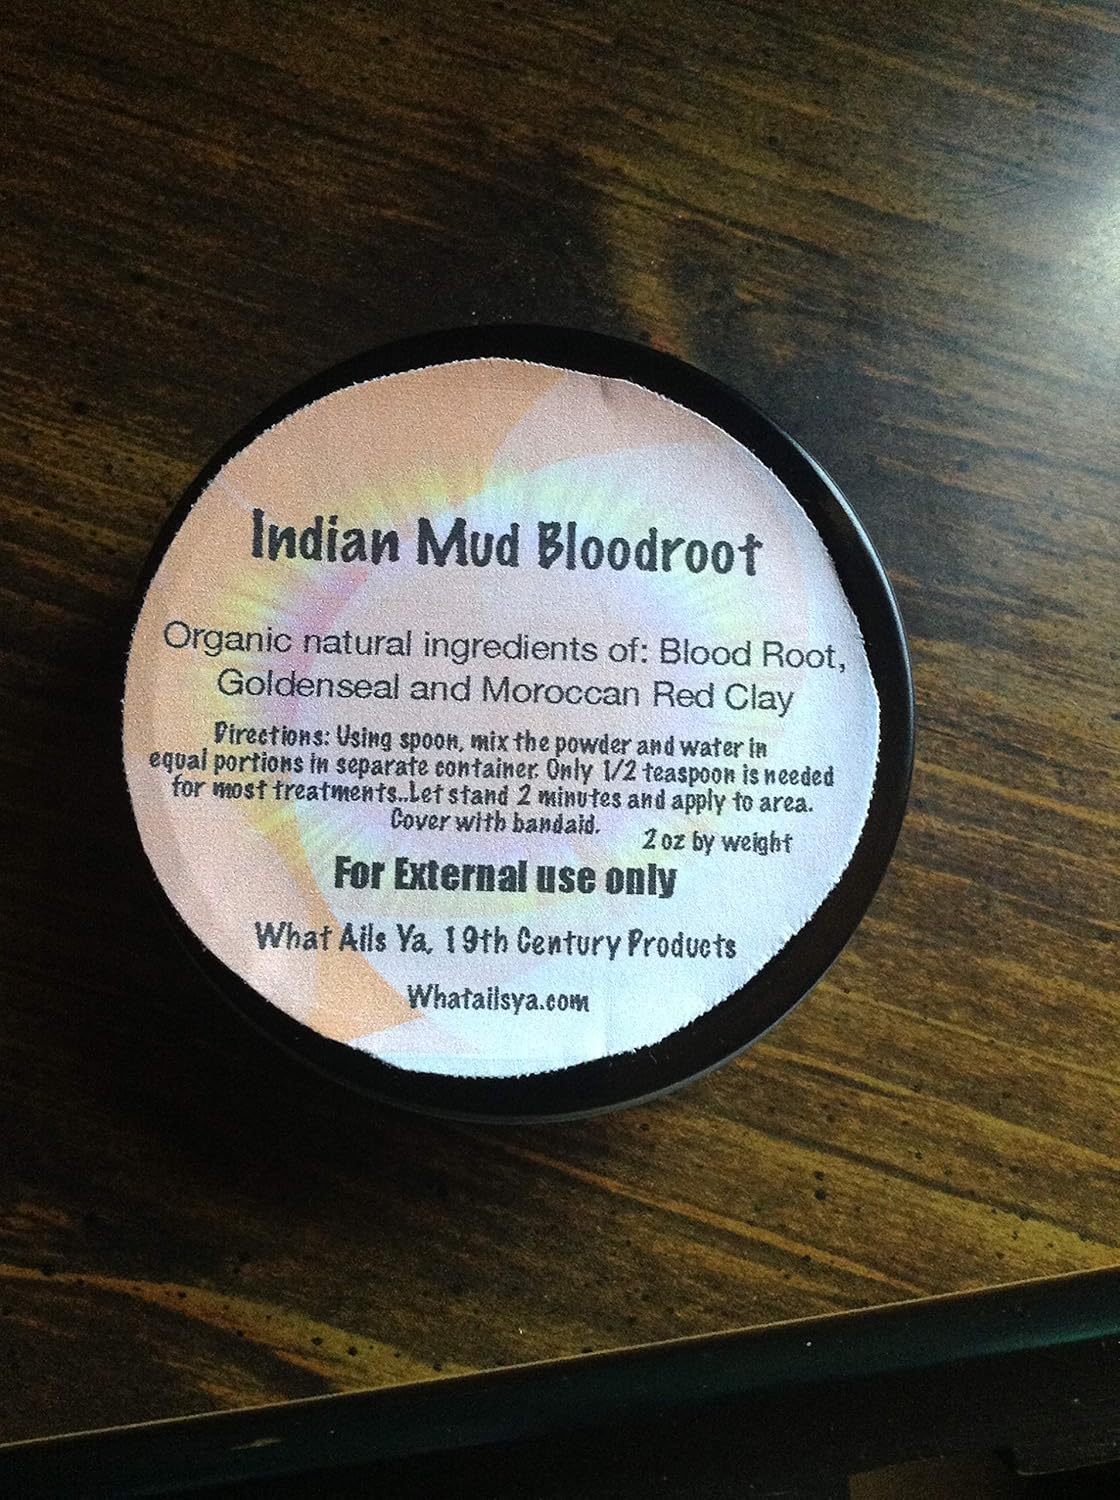 Indian Mud Bloodroot
Organic natural ingredients of: Blood Root,
Goldenseal and Moroccan Red Clay
Directions: Using spoon, mix the powder and water in
equal portions in separate container. Only 1/2 teaspoon is needed
for most treatments..Let stand 2 minutes and apply to area.
Cover with bandaid.
2 oz by weight
For External use only
What Ails Ya, 19th Century Products
Whatailsya.com